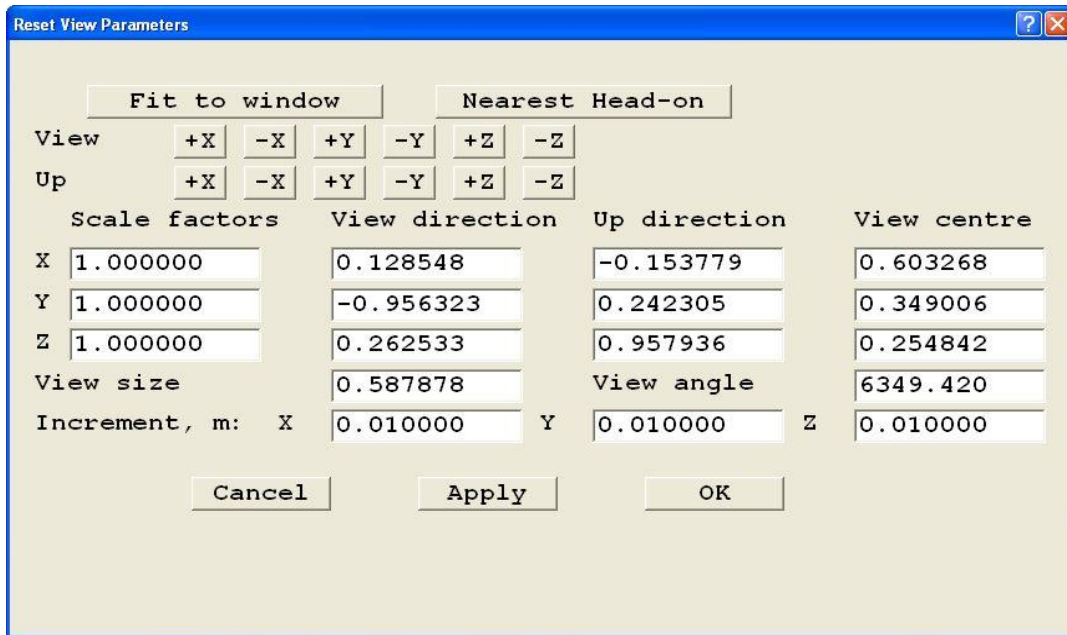 Reset View Parameters
Fit to window Nearest Head-on
View +X -X +Y -Y +Z -Z
Up +X -X +Y -Y +Z -Z
Scale factors View direction Up direction View centre
X 1.000000 0.128548 -0.153779 0.603268
Y 1.000000 -0.956323 0.242305 0.349006
Z 1.000000 0.262533 0.957936 0.254842
View size 0.587878 View angle 6349.420
Increment, m: X 0.010000 Y 0.010000 Z 0.010000
Cancel Apply OK